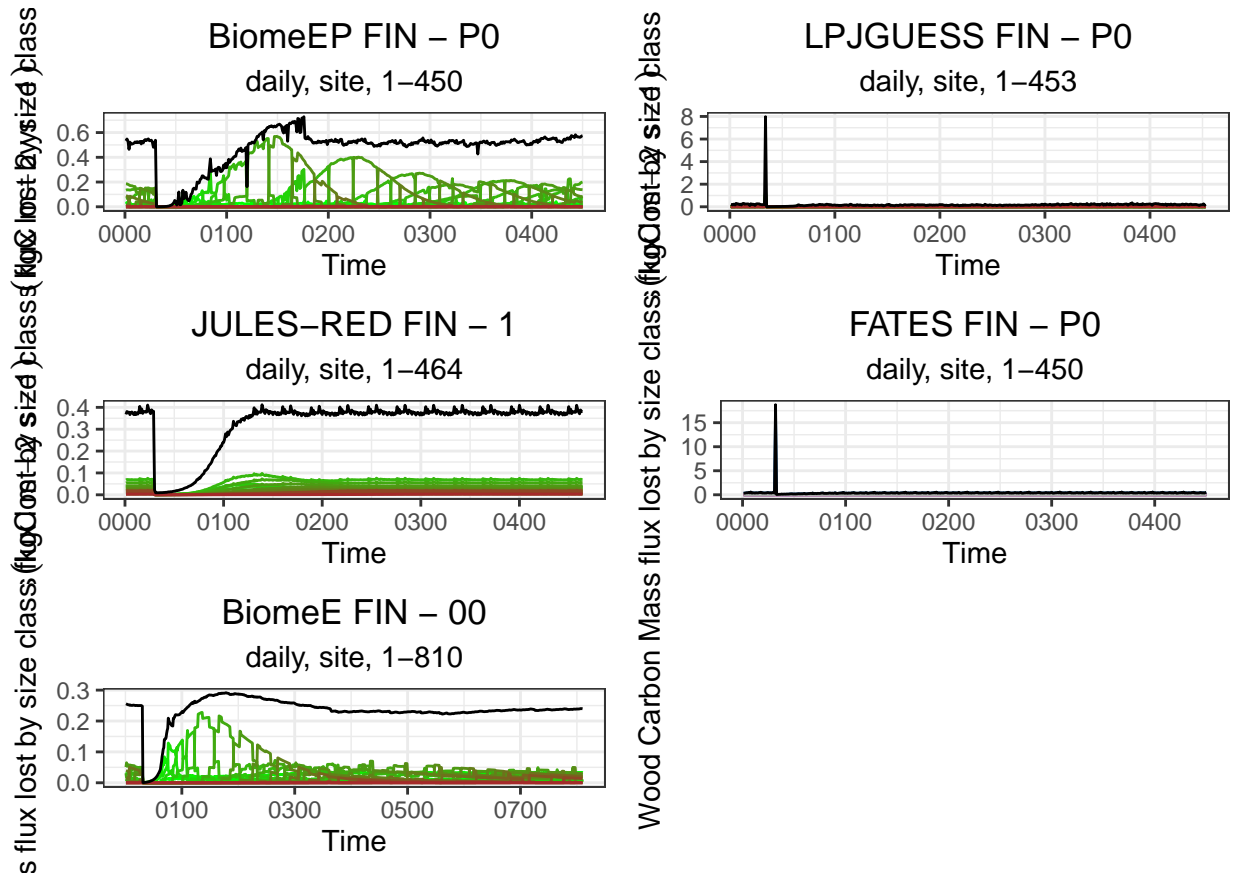 BiomeEP FIN − P0
daily, site, 1−450
0.6
0.4
0.2
0.0
0000 0100 0200 0300 0400
Time
LPJGUESS FIN − P0
daily, site, 1−453
8
6
4
2
0
0000 0100 0200 0300 0400
Time
JULES−RED FIN − 1
daily, site, 1−464
0.4
0.3
0.2
0.1
0.0
0000 0100 0200 0300 0400
Time
FATES FIN − P0
daily, site, 1−450
15
10
5
0
0000 0100 0200 0300 0400
Time
BiomeE FIN − 00
daily, site, 1−810
0.3
0.2
0.1
0.0
0100 0300 0500 0700
Time
s flux lost by size class
Wood Carbon Mass flux lost by size class